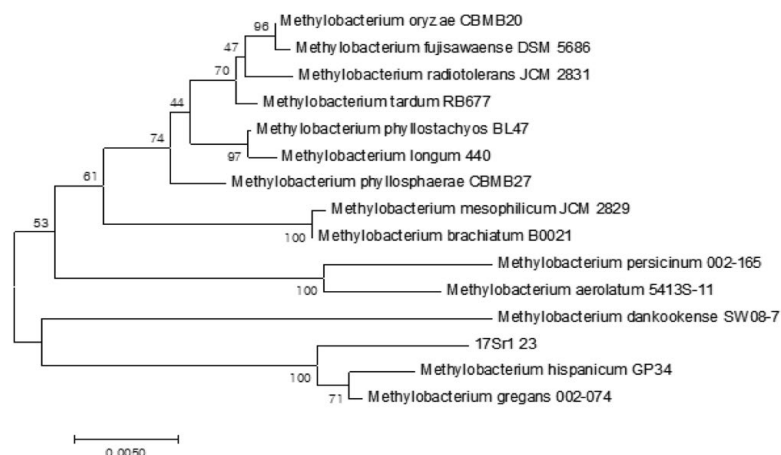 96
Methylobacterium oryzae CBMB20
47
Methylobacterium fujisawaense DSM 5686
70
Methylobacterium radiotolerans JCM 2831
44
Methylobacterium tardum RB677
74
Methylobacterium phyllostachyos BL47
97
Methylobacterium longum 440
61
Methylobacterium phyllosphaerae CBMB27
53
Methylobacterium mesophilicum JCM 2829
100
Methylobacterium brachiatum B0021
Methylobacterium persicinum 002-165
100
Methylobacterium aerolatum 5413S-11
Methylobacterium dankookense SW08-7
17Sr1 23
100
Methylobacterium hispanicum GP34
71
Methylobacterium gregans 002-074
0.0050